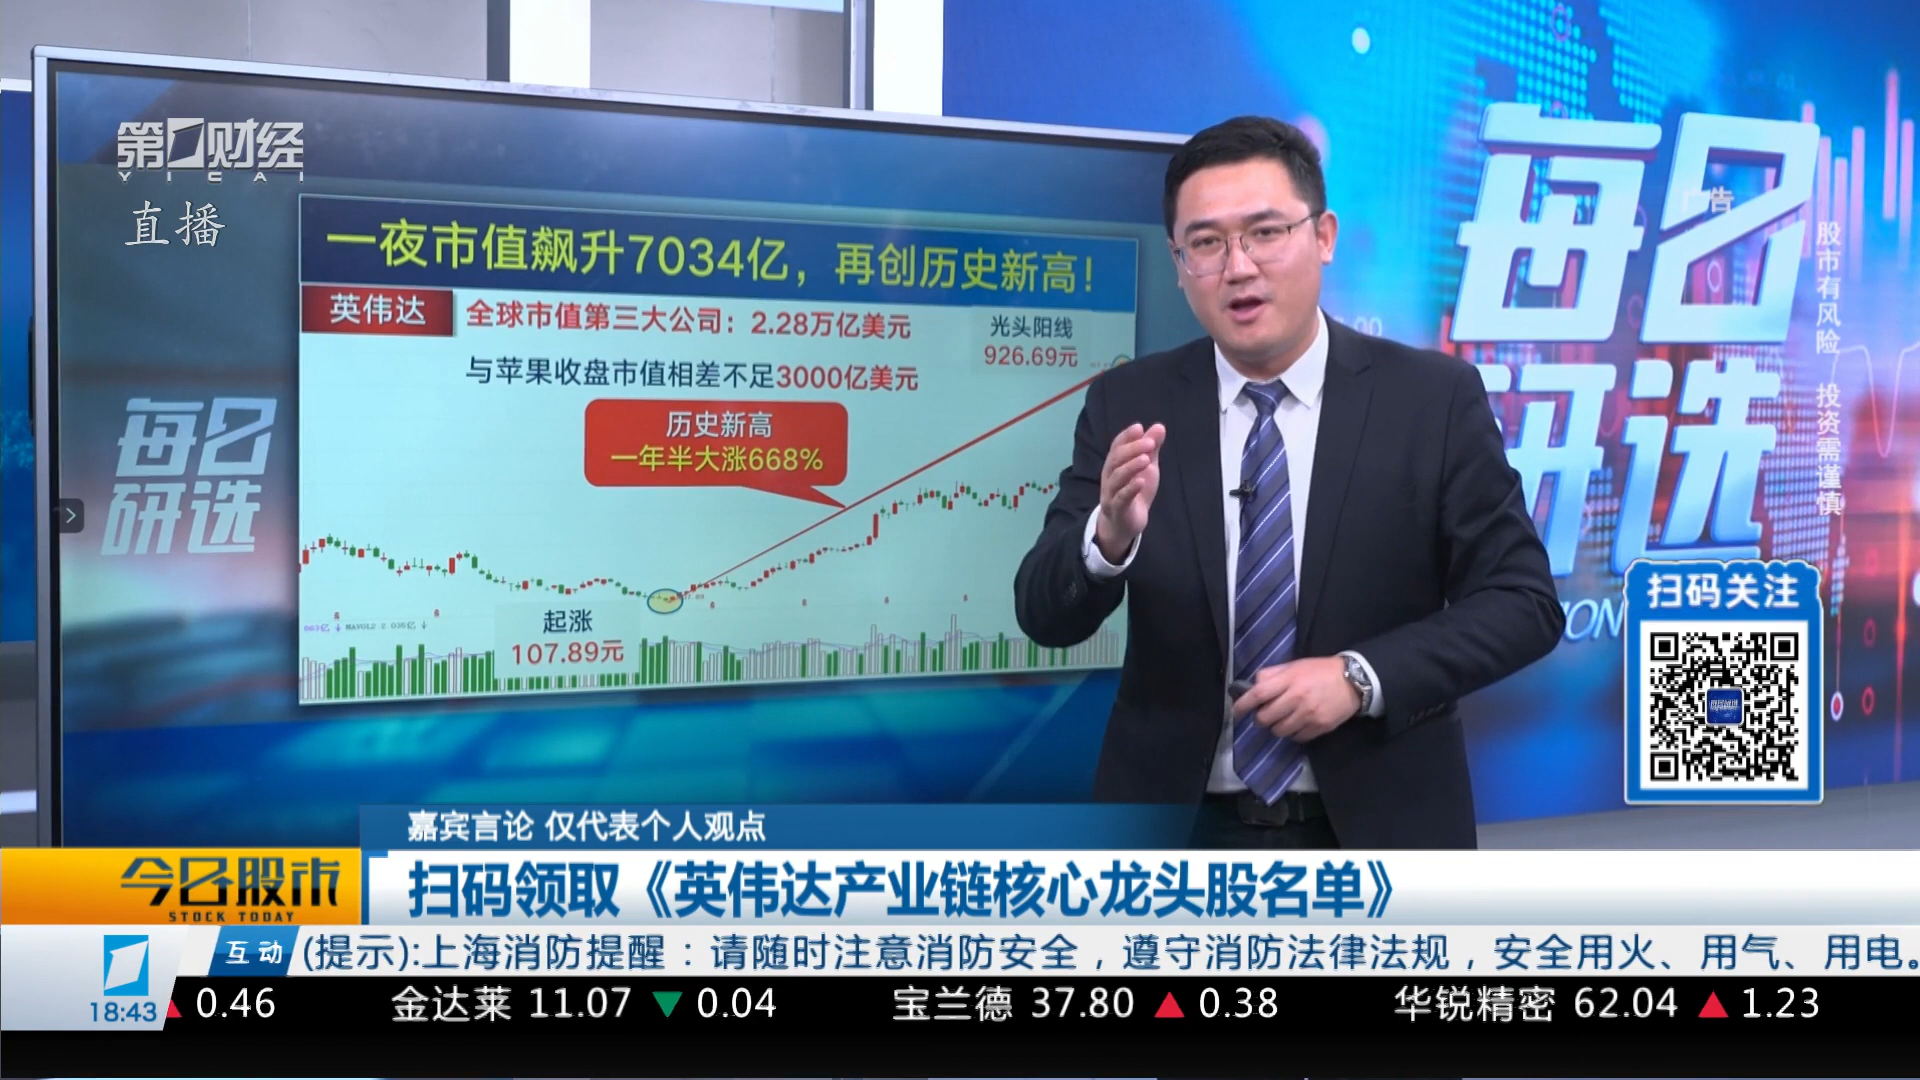 第一财经
YICAI
直播
一夜市值飙升7034亿，再创历史新高！
英伟达
全球市值第三大公司：2.28万亿美元
与苹果收盘市值相差不足3000亿美元
光头阳线
926.69元
历史新高
一年半大涨668%
起涨
107.89元
每日
研选
每日
研选
广告
股市有风险 投资需谨慎
扫码关注
嘉宾言论 仅代表个人观点
今日股市
STOCK TODAY
扫码领取《英伟达产业链核心龙头股名单》
互动
(提示):上海消防提醒：请随时注意消防安全，遵守消防法律法规，安全用火、用气、用电。
18:43
▲ 0.46 金达莱 11.07 ▼ 0.04 宝兰德 37.80 ▲ 0.38 华锐精密 62.04 ▲ 1.23